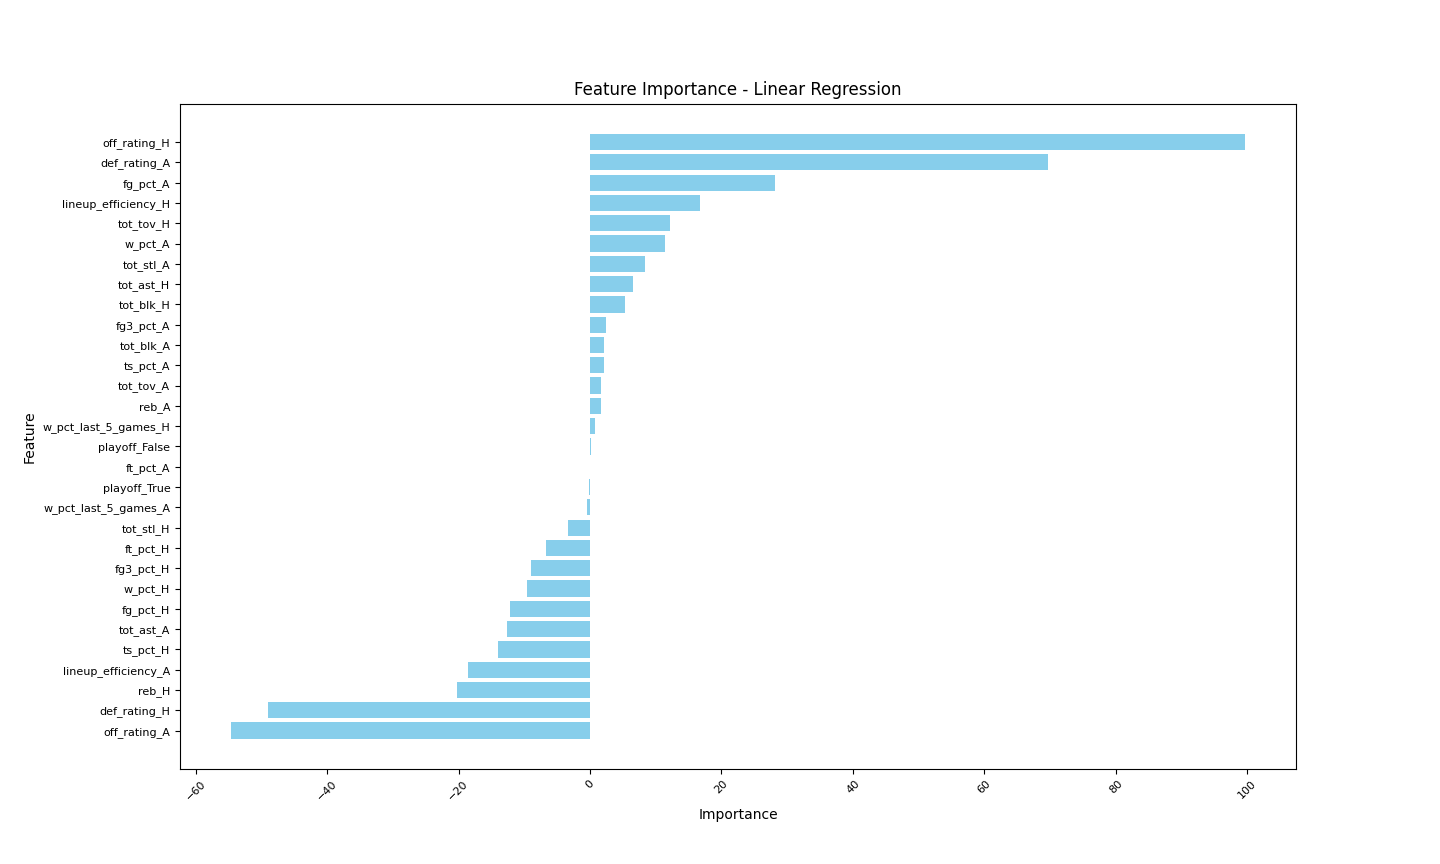 Feature Importance - Linear Regression
off_rating_H
def_rating_A
fg_pct_A
lineup_efficiency_H
tot_tov_H
w_pct_A
tot_stl_A
tot_ast_H
tot_blk_H
fg3_pct_A
tot_blk_A
ts_pct_A
tot_tov_A
reb_A
w_pct_last_5_games_H
playoff_False
ft_pct_A
playoff_True
w_pct_last_5_games_A
tot_stl_H
ft_pct_H
fg3_pct_H
w_pct_H
fg_pct_H
tot_ast_A
ts_pct_H
lineup_efficiency_A
reb_H
def_rating_H
off_rating_A
Feature
−60 −40 −20 0 20 40 60 80 100
Importance